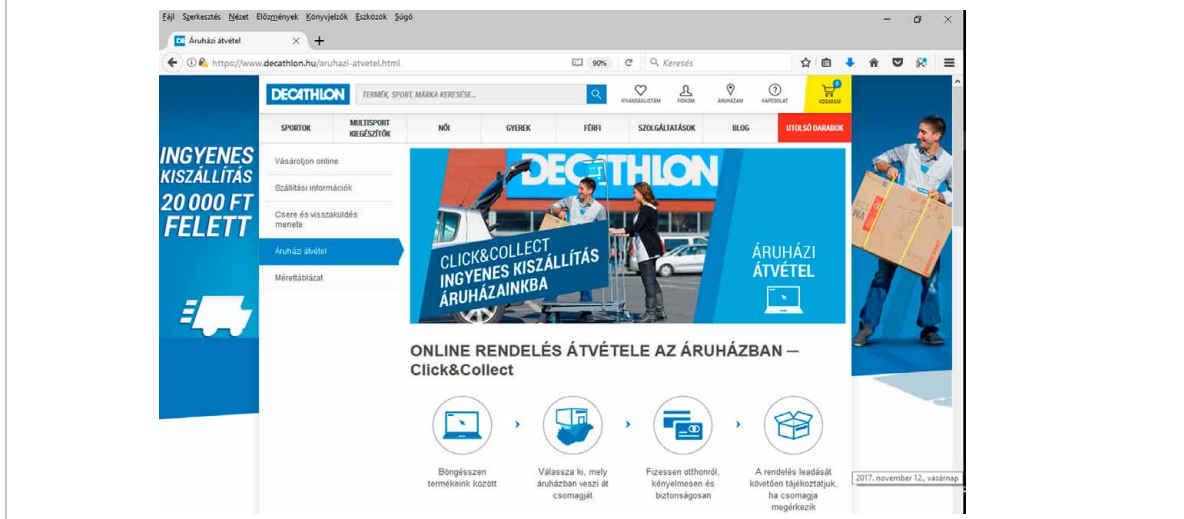 Fájl Szerkesztés Nézet Előzmények Könyvjelzők Eszközök Súgó
Áruházi átvétel
https://www.decathlon.hu/aruhazi-atvetel.html
90%
Keresés
DECATHLON
TERMÉK, SPORT, MÁRKA KERESÉSE...
KÍVÁNSÁGLISTÁM
FIÓKOM
ÁRUHÁZAM
KAPCSOLAT
KOSARAM
SPORTOK
MULTISPORT
KIEGÉSZÍTŐK
NŐI
GYEREK
FÉRFI
SZOLGÁLTATÁSOK
BLOG
UTOLSÓ DARABOK
INGYENES
KISZÁLLÍTÁS
20 000 FT
FELETT
Vásároljon online
Szállítási információk
Csere és visszaküldés
menete
Áruházi átvétel
Mérettáblázat
DECATHLON
CLICK&COLLECT
INGYENES KISZÁLLÍTÁS
ÁRUHÁZAINKBA
ÁRUHÁZI
ÁTVÉTEL
ONLINE RENDELÉS ÁTVÉTELE AZ ÁRUHÁZBAN —
Click&Collect
Böngésszen
termékeink között
Válassza ki, mely
áruházban veszi át
csomagját
Fizessen otthonról,
kényelmesen és
biztonságosan
A rendelés leadását
követően tájékoztatjuk,
ha csomagja
megérkezik
2017. november 12., vasárnap